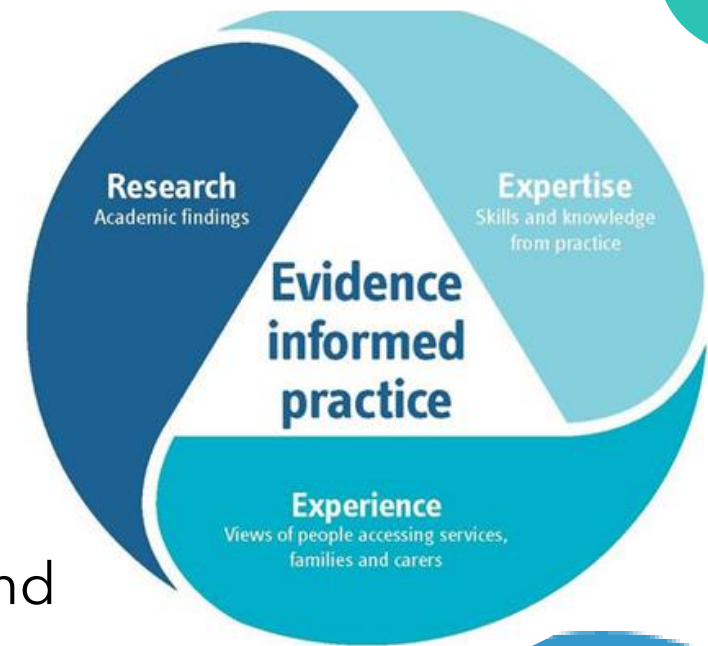 Research
Academic findings
Expertise
Skills and knowledge
from practice
Evidence
informed
practice
Experience
Views of people accessing services,
families and carers
nd